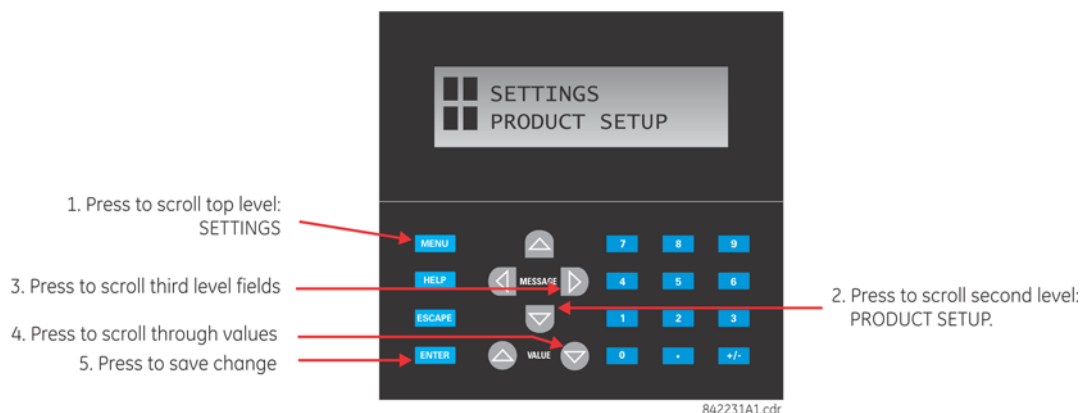 SETTINGS
PRODUCT SETUP
1. Press to scroll top level:
SETTINGS
3. Press to scroll third level fields
4. Press to scroll through values
5. Press to save change
MENU
HELP
ESCAPE
ENTER
MESSAGE
VALUE
7 8 9
4 5 6
1 2 3
0 . +/-
2. Press to scroll second level:
PRODUCT SETUP.
842231A1.cdr